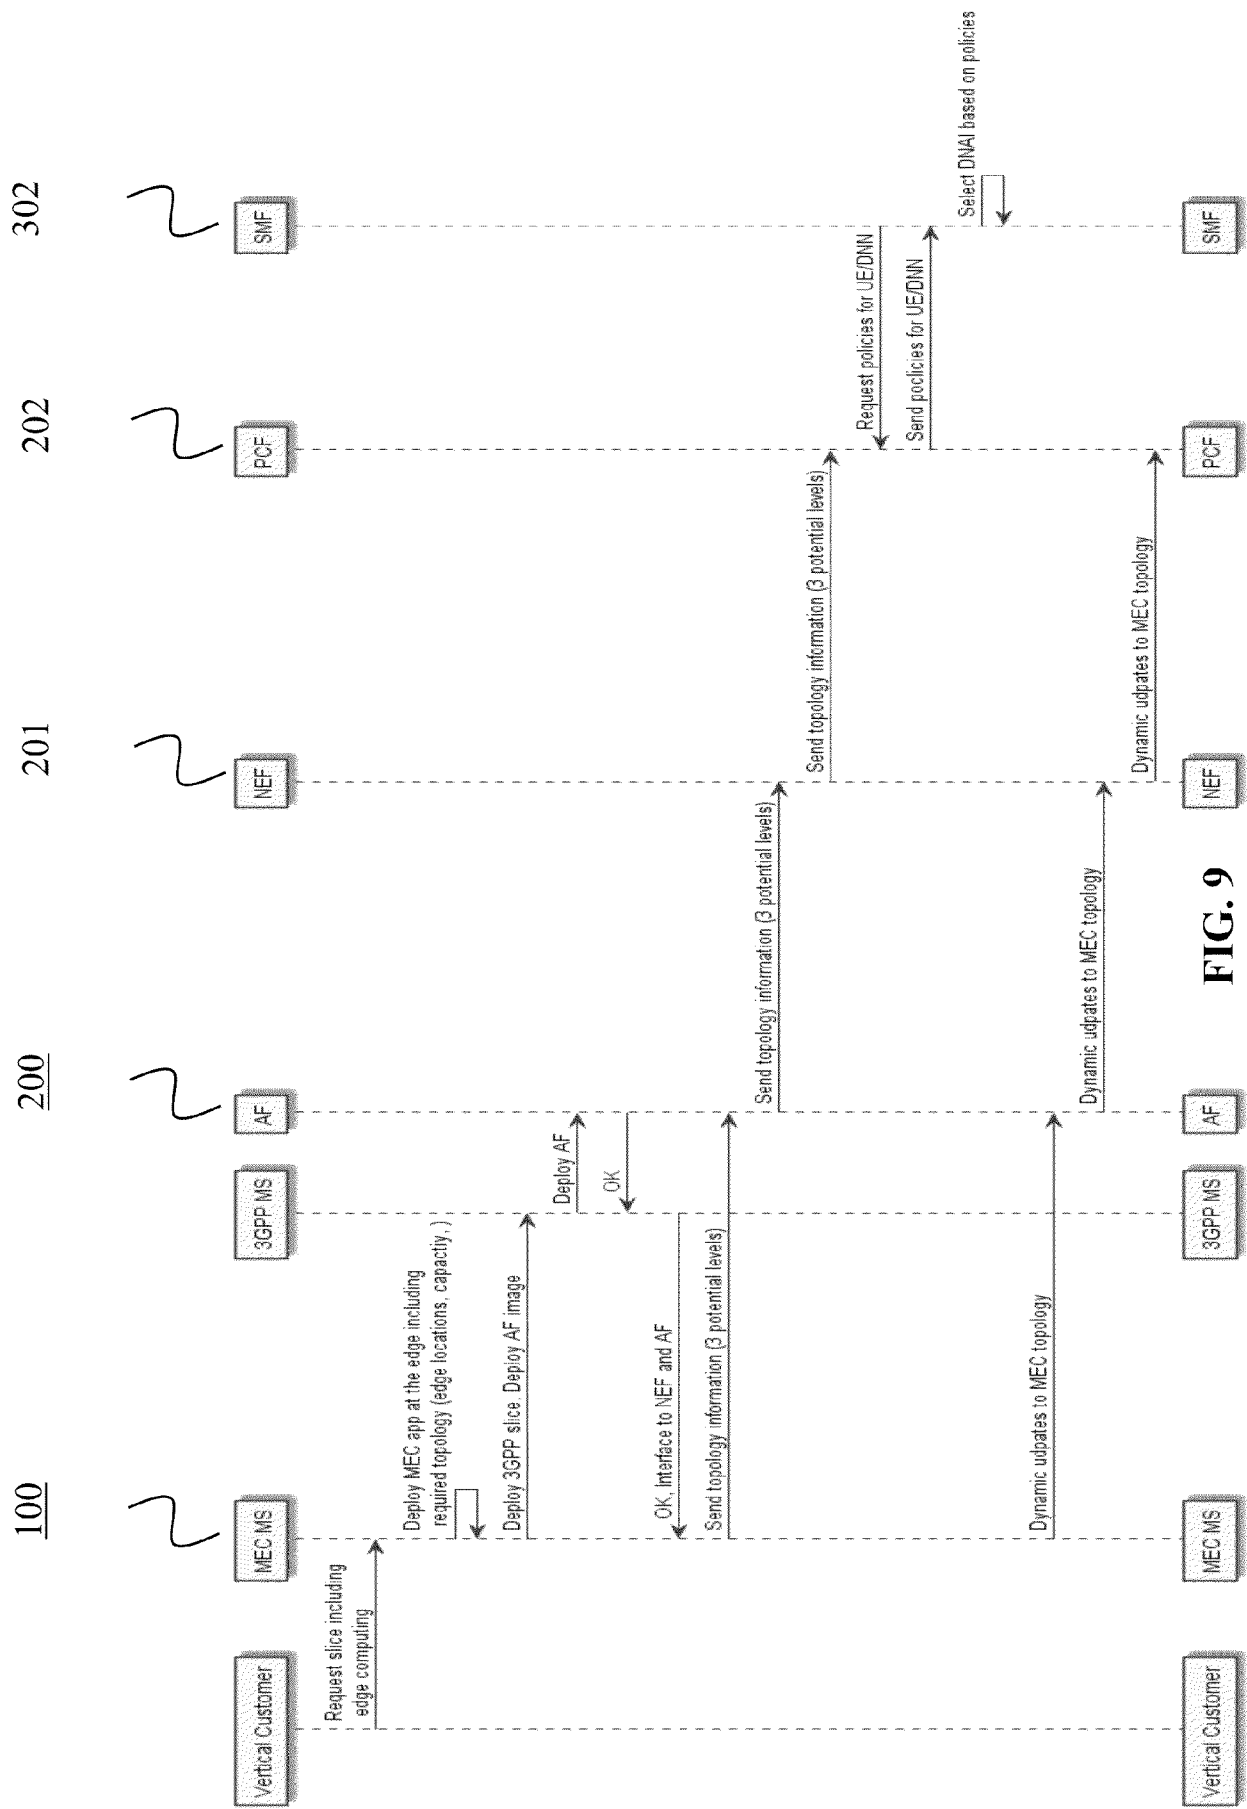 100
200
201
202
302
Vertical Customer
MEC MS
3GPP MS
AF
NEF
PCF
SMF
Request slice including
edge computing
Deploy MEC app at the edge including
required topology (edge locations, capactiy, )
Deploy 3GPP slice. Deploy AF image
Deploy AF
OK
OK, Interface to NEF and AF
Send topology information (3 potential levels)
Send topology information (3 potential levels)
Send topology information (3 potential levels)
Request policies for UE/DNN
Send poclicies for UE/DNN
Select DNAI based on policies
Dynamic udpates to MEC topology
Dynamic udpates to MEC topology
Dynamic udpates to MEC topology
Vertical Customer
MEC MS
3GPP MS
AF
NEF
PCF
SMF
FIG. 9